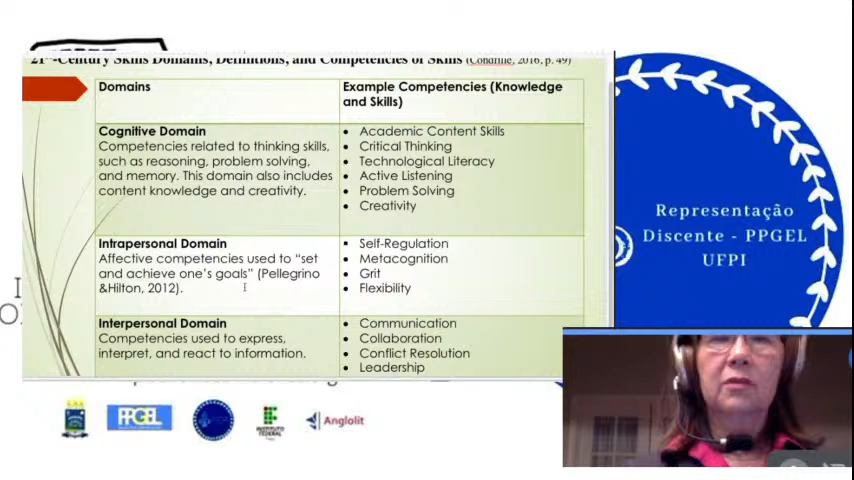 21st-Century Skills Domains, Definitions, and Competencies of Skills (Condliffe, 2016, p. 49)
Domains
Example Competencies (Knowledge
and Skills)
Cognitive Domain
Competencies related to thinking skills,
such as reasoning, problem solving,
and memory. This domain also includes
content knowledge and creativity.
• Academic Content Skills
• Critical Thinking
• Technological Literacy
• Active Listening
• Problem Solving
• Creativity
Intrapersonal Domain
Affective competencies used to “set
and achieve one’s goals” (Pellegrino
&Hilton, 2012).
▪ Self-Regulation
• Metacognition
• Grit
• Flexibility
Interpersonal Domain
Competencies used to express,
interpret, and react to information.
• Communication
• Collaboration
• Conflict Resolution
• Leadership
Representação
Discente - PPGEL
UFPI
PPGEL
INSTITUTO
FEDERAL
Anglolit